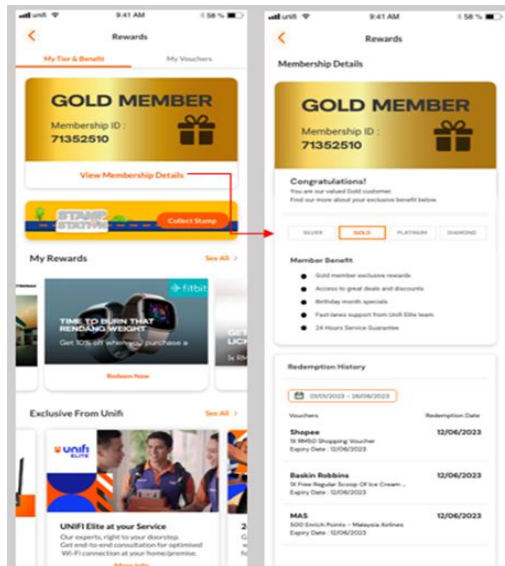 unifi
9:41 AM
58 %
Rewards
My Tier & Benefit
My Vouchers
GOLD MEMBER
Membership ID :
71352510
View Membership Details
STAMP
STATION
Collect Stamp
My Rewards
See All >
fitbit
TIME TO BURN THAT
RENDANG WEIGHT
Get 10% off when you purchase a
GET
LICK
1x RM
Redeem Now
Exclusive From Unifi
See All >
unifi
ELITE
UNIFI Elite at your Service
Our experts, right to your doorstep.
Get end-to-end consultation for optimised
Wi-Fi connection at your home/premise.
More Info
unifi
9:41 AM
58 %
Rewards
Membership Details
GOLD MEMBER
Membership ID :
71352510
Congratulations!
You are our valued Gold customer.
Find our more about your exclusive benefit below.
SILVER
GOLD
PLATINUM
DIAMOND
Member Benefit
Gold member exclusive rewards
Access to great deals and discounts
Birthday month specials
Fast-lanes support from Unifi Elite team
24 Hours Service Guarantee
Redemption History
01/01/2023 - 26/06/2023
Vouchers
Redemption Date
Shopee
12/06/2023
1X RM50 Shopping Voucher
Expiry Date : 12/06/2023
Baskin Robbins
12/06/2023
1X Free Regular Scoop Of Ice Cream ...
Expiry Date : 12/06/2023
MAS
12/06/2023
500 Enrich Points - Malaysia Airlines
Expiry Date : 12/06/2023